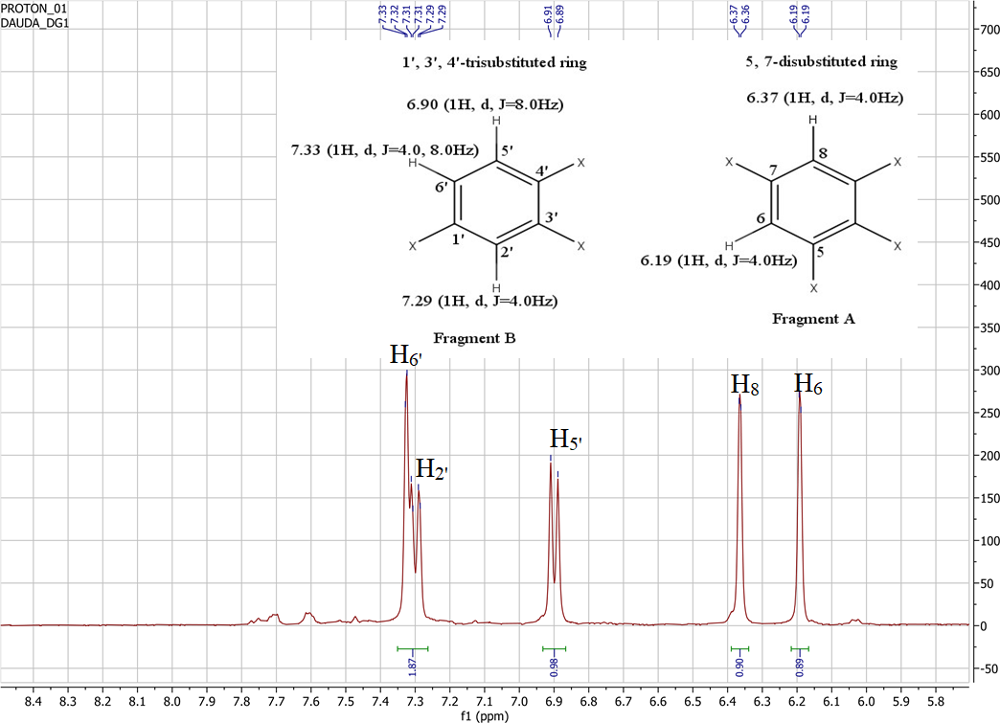 PROTON_01
DAUDA_DG1
7.33
7.32
7.31
7.31
7.29
7.29
6.91
6.89
6.37
6.36
6.19
6.19
1', 3', 4'-trisubstituted ring
5, 7-disubstituted ring
6.90 (1H, d, J=8.0Hz)
6.37 (1H, d, J=4.0Hz)
H
H
7.33 (1H, d, J=4.0, 8.0Hz)
5'
8
H
X
X
X
4'
7
6'
3'
6
1'
2'
5
X
X
H
X
6.19 (1H, d, J=4.0Hz)
H
X
7.29 (1H, d, J=4.0Hz)
Fragment A
Fragment B
H6'
H8
H6
H5'
H2'
1.87
0.98
0.90
0.89
700
650
600
550
500
450
400
350
300
250
200
150
100
50
0
-50
8.4 8.3 8.2 8.1 8.0 7.9 7.8 7.7 7.6 7.5 7.4 7.3 7.2 7.1 7.0 6.9 6.8 6.7 6.6 6.5 6.4 6.3 6.2 6.1 6.0 5.9 5.8
f1 (ppm)